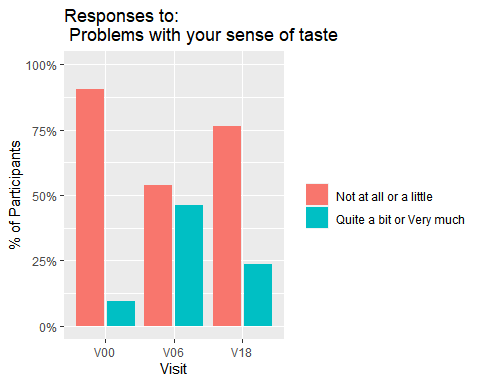 Responses to:
Problems with your sense of taste
100%
75%
50%
25%
0%
% of Participants
V00 V06 V18
Visit
Not at all or a little
Quite a bit or Very much